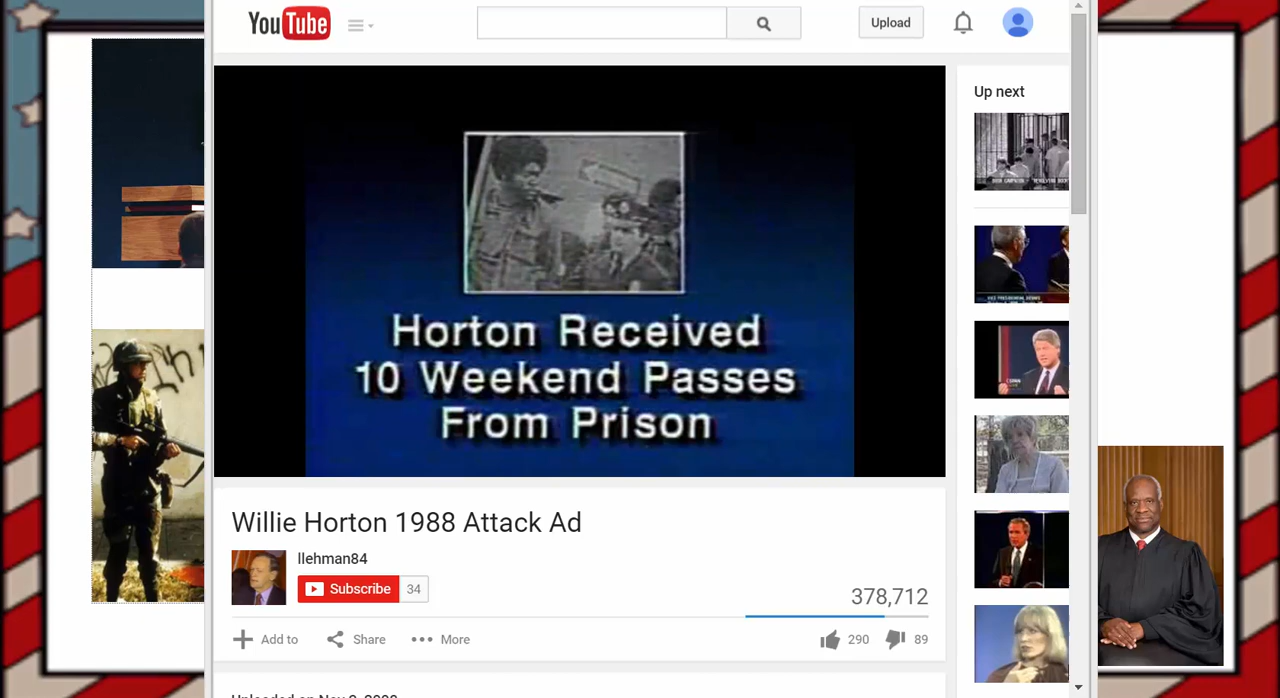 YouTube
Upload
Up next
Horton Received
10 Weekend Passes
From Prison
Willie Horton 1988 Attack Ad
llehman84
Subscribe 34
378,712
Add to Share More 290 89